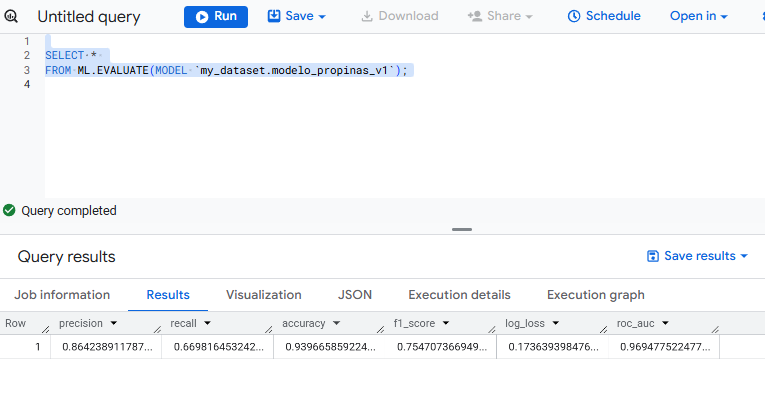 Untitled query Run Save Download Share Schedule Open in
1
2 SELECT *
3 FROM ML.EVALUATE(MODEL `my_dataset.modelo_propinas_v1`);
4
Query completed
Query results Save results
Job information Results Visualization JSON Execution details Execution graph
Row precision recall accuracy f1_score log_loss roc_auc
1 0.864238911787... 0.669816453242... 0.939665859224... 0.754707366949... 0.173639398476... 0.969477522477...